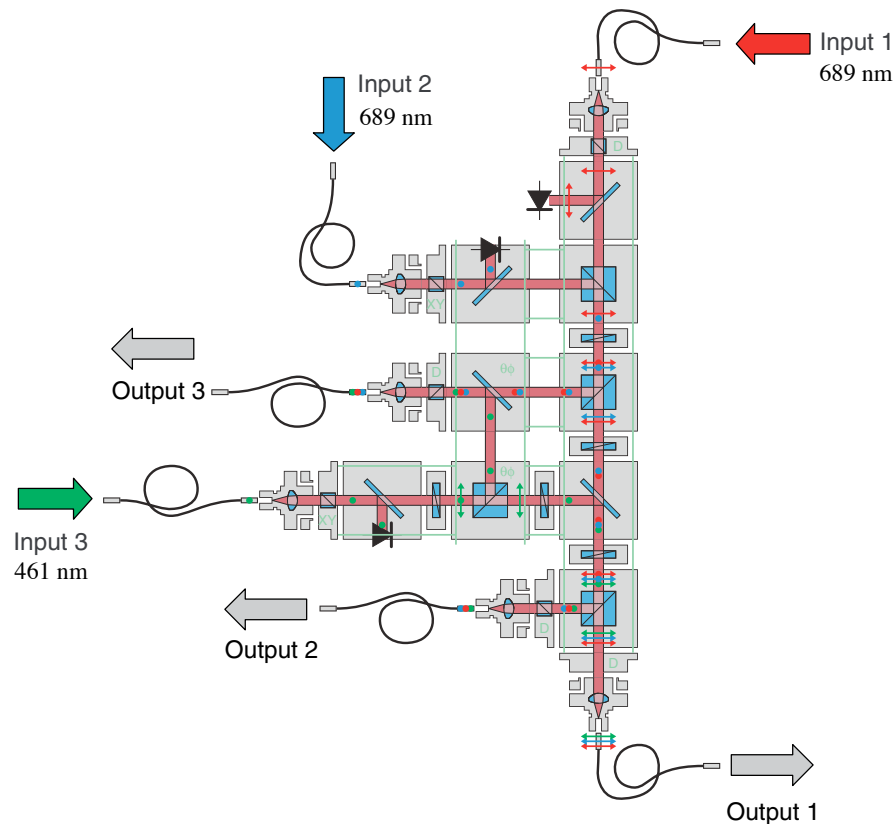 Input 1
689 nm
Input 2
689 nm
D
XY
Output 3
D
θϕ
θϕ
XY
Input 3
461 nm
D
Output 2
D
Output 1